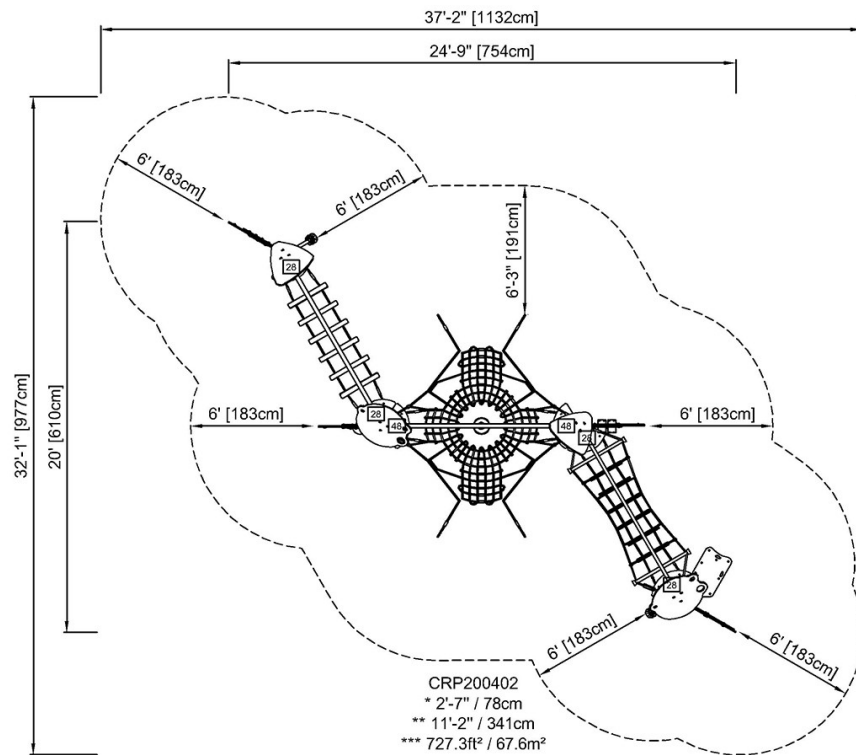 37'-2" [1132cm]
24'-9" [754cm]
6' [183cm]
6' [183cm]
6'-3" [191cm]
28
32'-1" [977cm]
20' [610cm]
6' [183cm]
28
48
48
28
6' [183cm]
28
6' [183cm]
6' [183cm]
CRP200402
* 2'-7" / 78cm
** 11'-2" / 341cm
*** 727.3ft² / 67.6m²